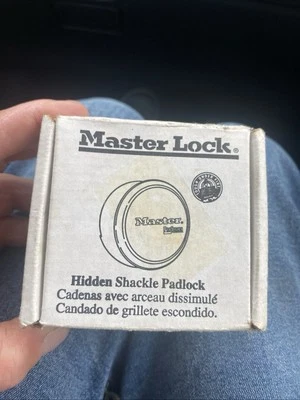 Master Lock®
Master
Hidden Shackle Padlock
Cadenas avec arceau dissimulé
Candado de grillete escondido.